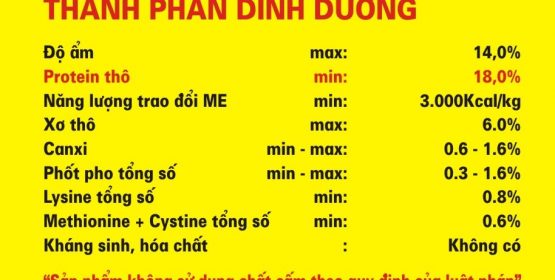 THÀNH PHẦN DINH DƯỠNG
Độ ẩm max: 14,0%
Protein thô min: 18,0%
Năng lượng trao đổi ME min: 3.000Kcal/kg
Xơ thô max: 6.0%
Canxi min - max: 0.6 - 1.6%
Phốt pho tổng số min - max: 0.3 - 1.6%
Lysine tổng số min: 0.8%
Methionine + Cystine tổng số min: 0.6%
Kháng sinh, hóa chất : Không có
“Sản phẩm không sử dụng chất cấm theo quy định của luật pháp”